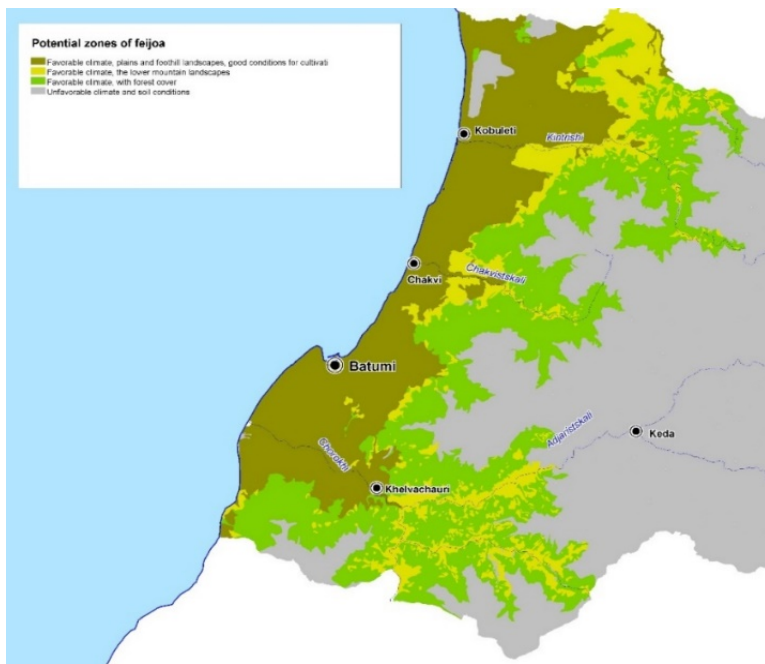 Potential zones of feijoa
Favorable climate, plains and foothill landscapes, good conditions for cultivati
Favorable climate, the lower mountain landscapes
Favorable climate, with forest cover
Unfavorable climate and soil conditions
Kobuleti
Kintrishi
Chakvi
Chakvistskali
Batumi
Adjaristskali
Keda
Chorokhi
Khelvachauri